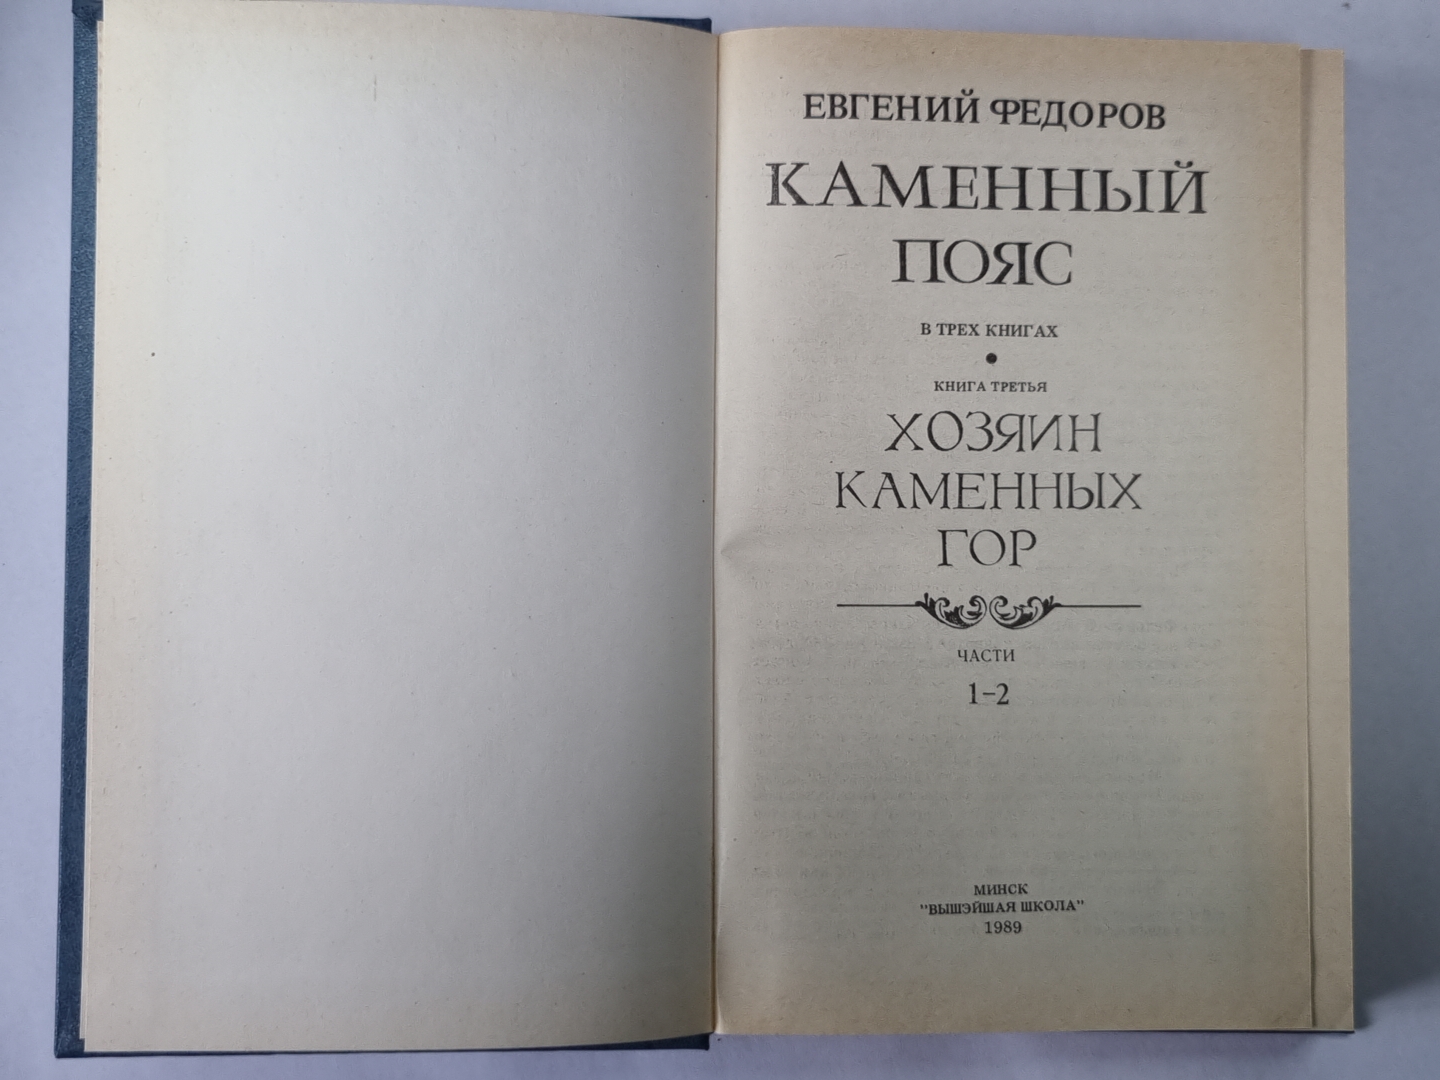 ЕВГЕНИЙ ФЕДОРОВ
КАМЕННЫЙ
ПОЯС
В ТРЕХ КНИГАХ
КНИГА ТРЕТЬЯ
ХОЗЯИН
КАМЕННЫХ
ГОР
ЧАСТИ
1–2
МИНСК
"ВЫШЭЙШАЯ ШКОЛА"
1989